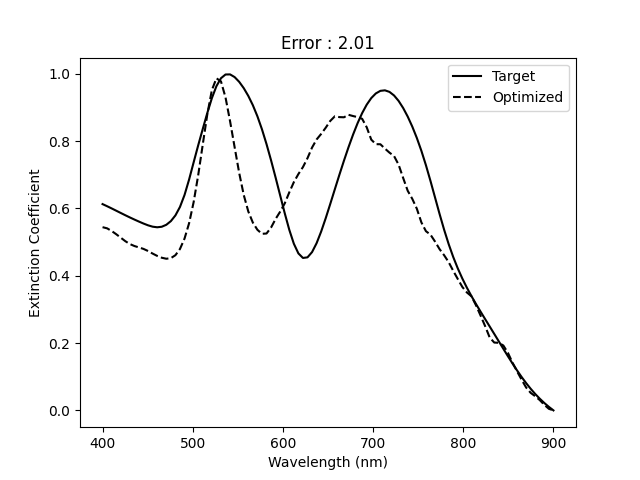 Error : 2.01
Target
Optimized
Extinction Coefficient
1.0
0.8
0.6
0.4
0.2
0.0
400 500 600 700 800 900
Wavelength (nm)